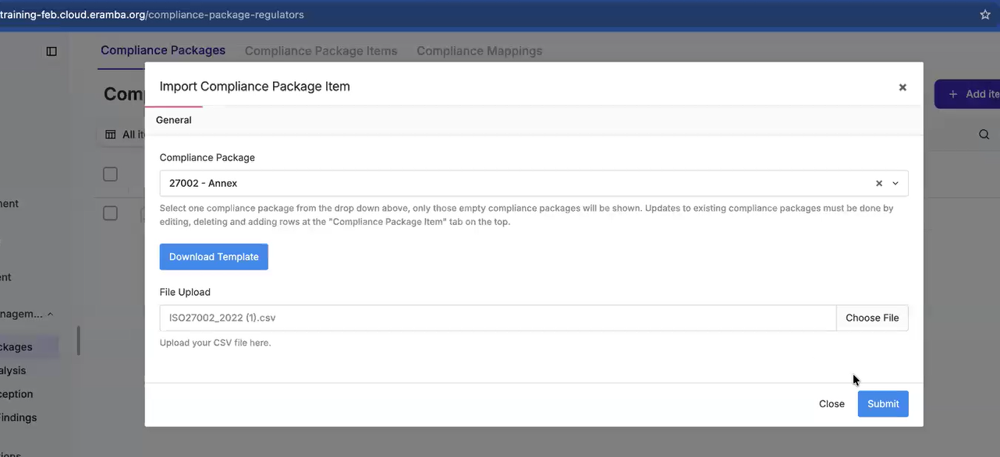 training-feb.cloud.eramba.org/compliance-package-regulators
Compliance Packages Compliance Package Items Compliance Mappings
Import Compliance Package Item
×
Com
+ Add ite
General
All ite
Compliance Package
27002 - Annex
Select one compliance package from the drop down above, only those empty compliance packages will be shown. Updates to existing compliance packages must be done by
editing, deleting and adding rows at the "Compliance Package Item" tab on the top.
ment
Download Template
ent
File Upload
nagem...
ISO27002_2022 (1).csv Choose File
Upload your CSV file here.
ckages
alysis
ception
Close Submit
Findings
tions